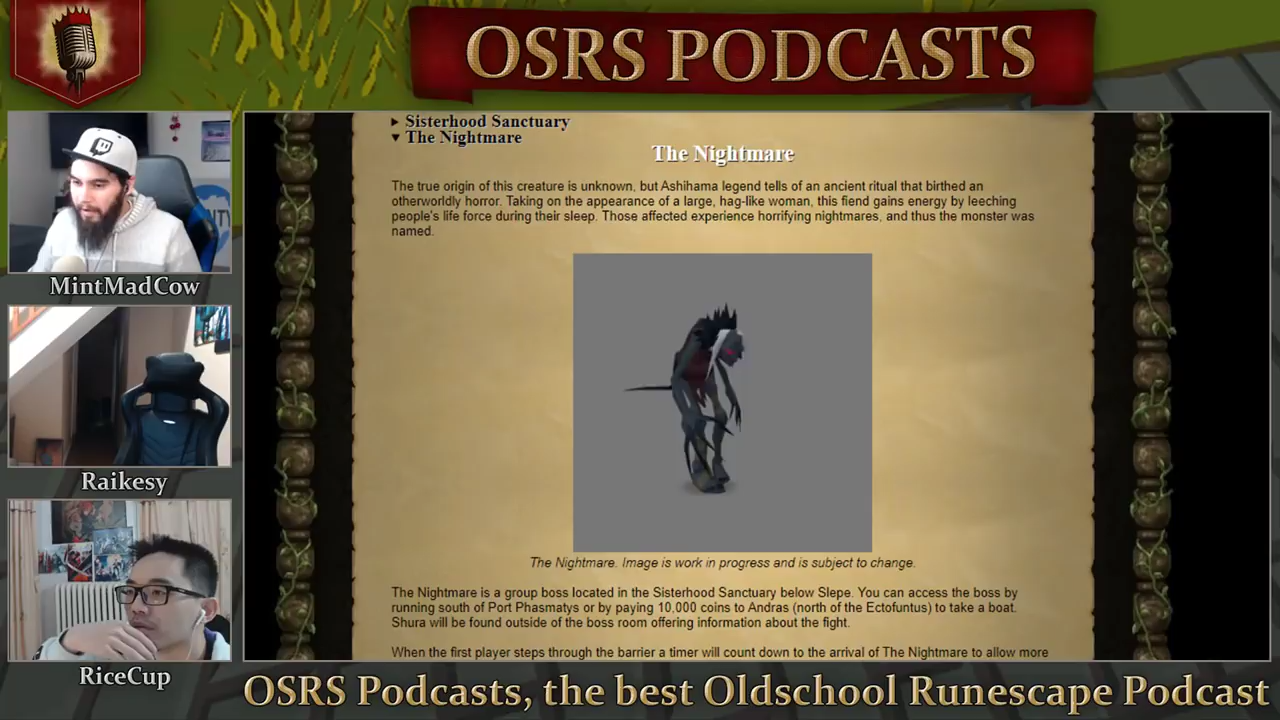 OSRS PODCASTS
Sisterhood Sanctuary
The Nightmare
The Nightmare
The true origin of this creature is unknown, but Ashihama legend tells of an ancient ritual that birthed an
otherworldly horror. Taking on the appearance of a large, hag-like woman, this fiend gains energy by leeching
people's life force during their sleep. Those affected experience horrifying nightmares, and thus the monster was
named.
The Nightmare. Image is work in progress and is subject to change.
The Nightmare is a group boss located in the Sisterhood Sanctuary below Slepe. You can access the boss by
running south of Port Phasmatys or by paying 10,000 coins to Andras (north of the Ectofuntus) to take a boat.
Shura will be found outside of the boss room offering information about the fight.
When the first player steps through the barrier a timer will count down to the arrival of The Nightmare to allow more
MintMadCow
Raikesy
RiceCup
OSRS Podcasts, the best Oldschool Runescape Podcast